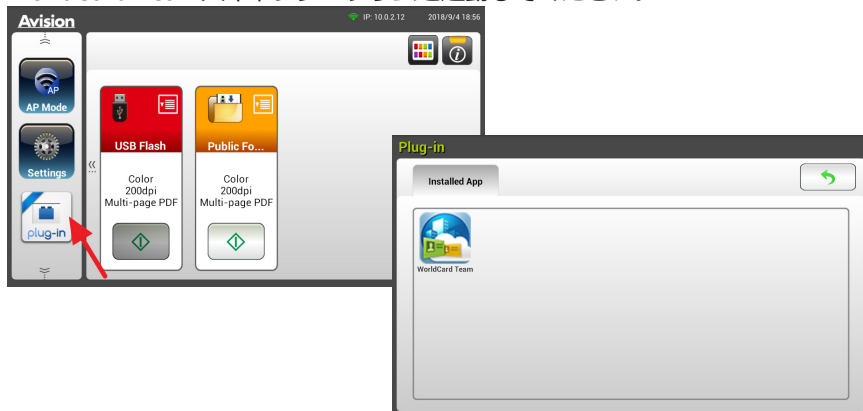 Avision
IP: 10.0.2.12
2018/9/4 18:56
AP
AP Mode
Settings
plug-in
USB Flash
Color
200dpi
Multi-page PDF
Public Fo...
Color
200dpi
Multi-page PDF
Plug-in
Installed App
WorldCard Team